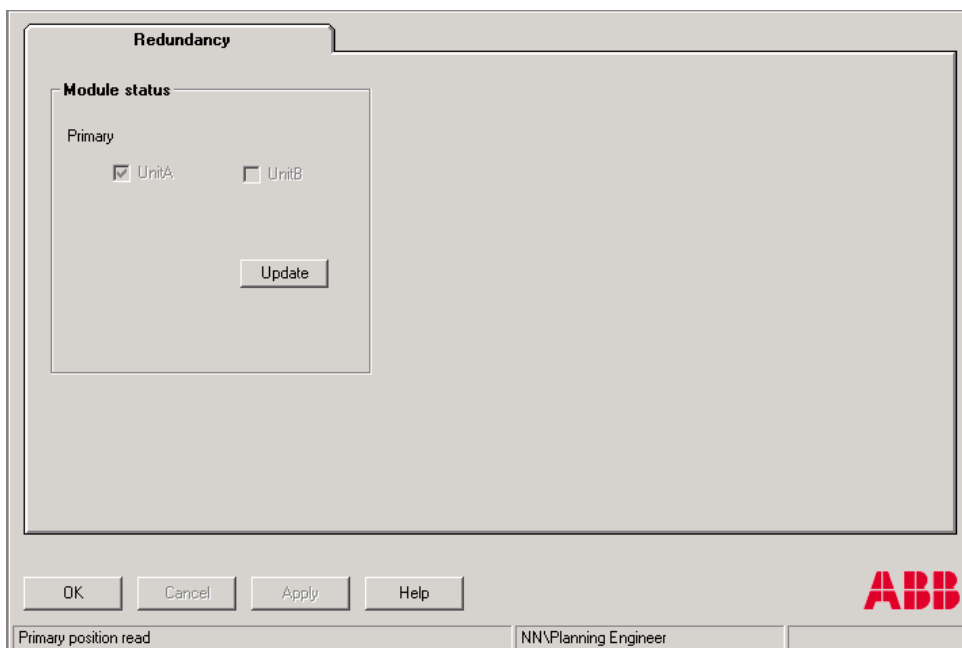 Redundancy
Module status
Primary
UnitA UnitB
Update
OK Cancel Apply Help
ABB
Primary position read NN\Planning Engineer